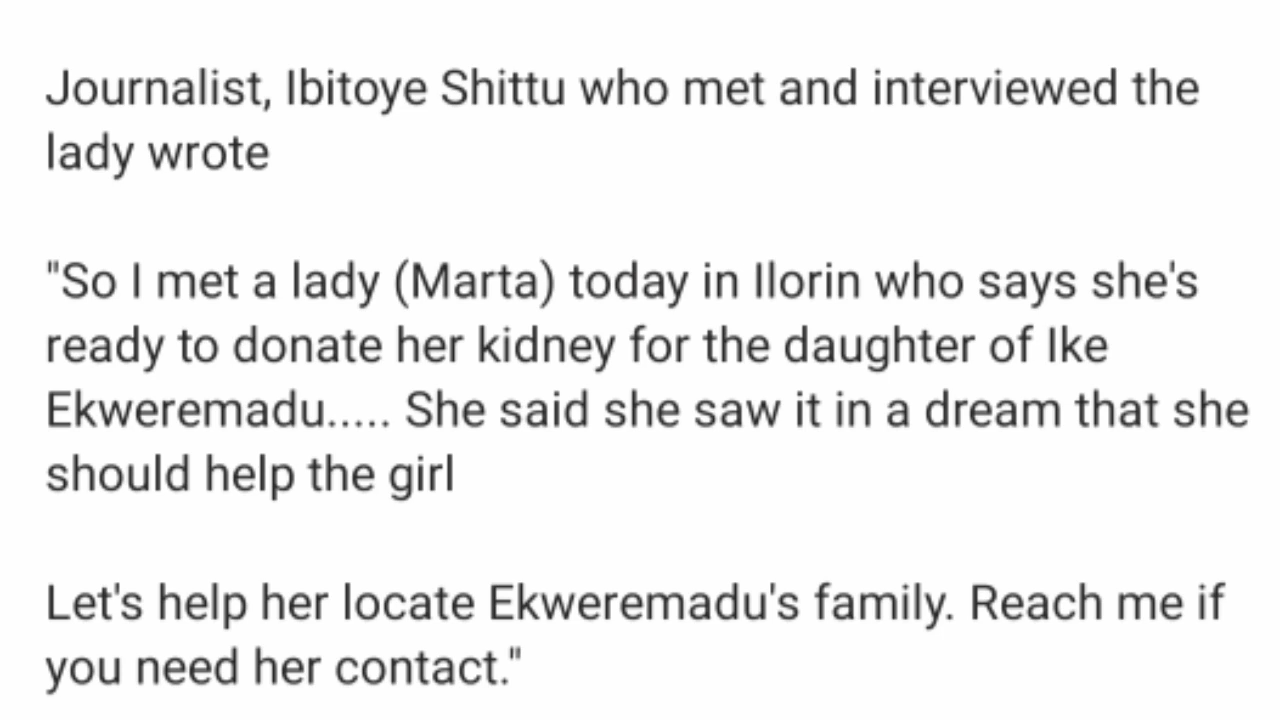 Journalist, Ibitoye Shittu who met and interviewed the
lady wrote
"So I met a lady (Marta) today in Ilorin who says she's
ready to donate her kidney for the daughter of Ike
Ekweremadu..... She said she saw it in a dream that she
should help the girl
Let's help her locate Ekweremadu's family. Reach me if
you need her contact."